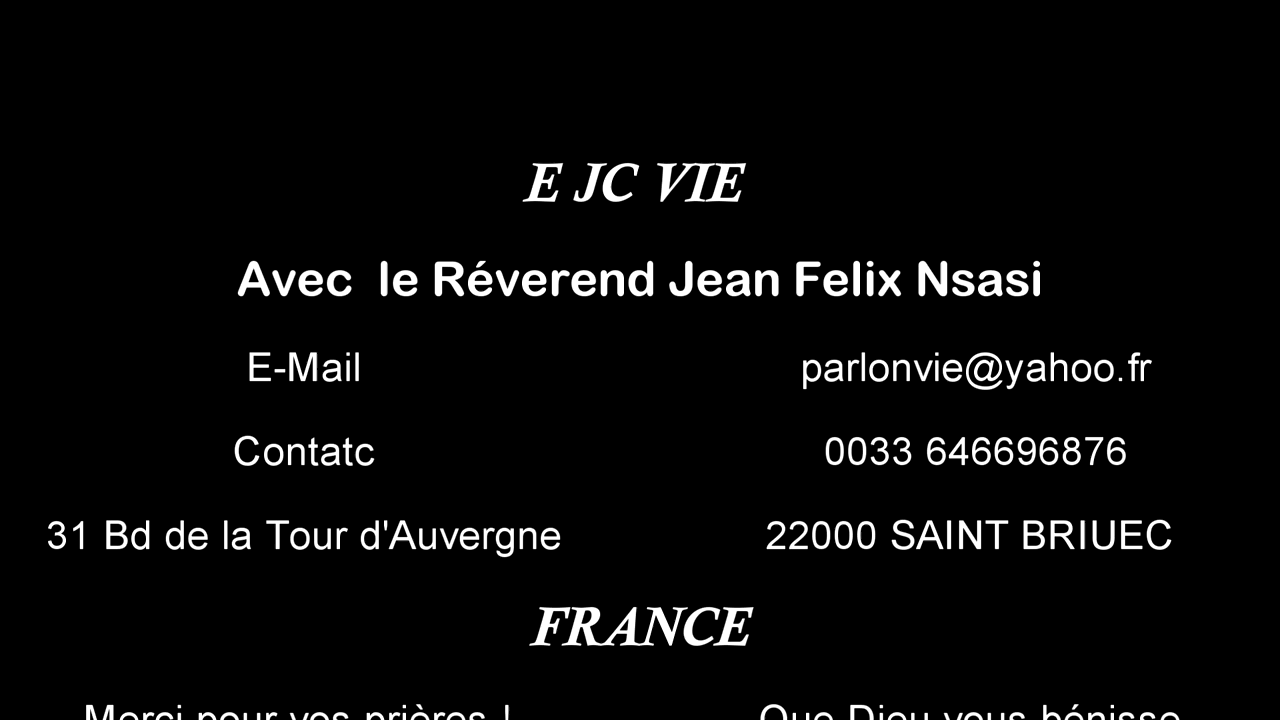 E JC VIE
Avec le Réverend Jean Felix Nsasi
E-Mail parlonvie@yahoo.fr
Contatc 0033 646696876
31 Bd de la Tour d'Auvergne 22000 SAINT BRIUEC
FRANCE
Merci pour vos prières ! Que Dieu vous bénisse